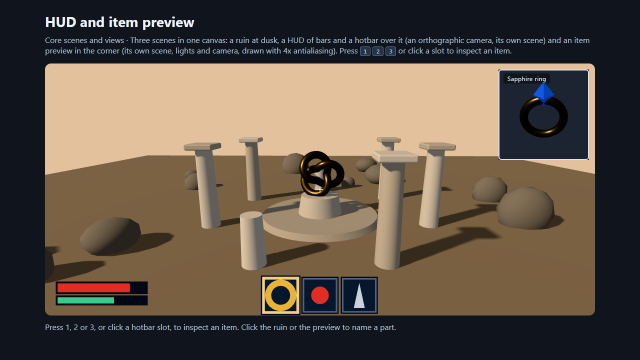 HUD and item preview
Core scenes and views · Three scenes in one canvas: a ruin at dusk, a HUD of bars and a hotbar over it (an orthographic camera, its own scene) and an item
preview in the corner (its own scene, lights and camera, drawn with 4x antialiasing). Press 1 2 3 or click a slot to inspect an item.
Sapphire ring
Press 1, 2 or 3, or click a hotbar slot, to inspect an item. Click the ruin or the preview to name a part.